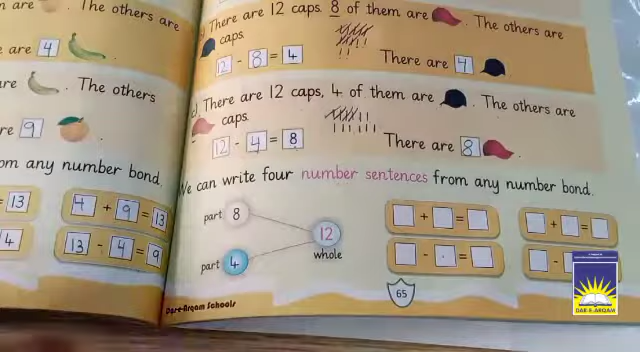 n are . The others are
are 4 .
are . The others
re 9 .
om any number bond.
= 13
4 + 9 = 13
4
13 - 4 = 9
There are 12 caps. 8 of them are . The others are
caps.
12 - 8 = 4
There are 4
c) There are 12 caps, 4 of them are . The others are
caps.
12 - 4 = 8
There are 8
We can write four number sentences from any number bond.
part 8
12
whole
part 4
+ =
+ =
- =
-
65
Dar-e-Arqam Schools
DAR-E-ARQAM